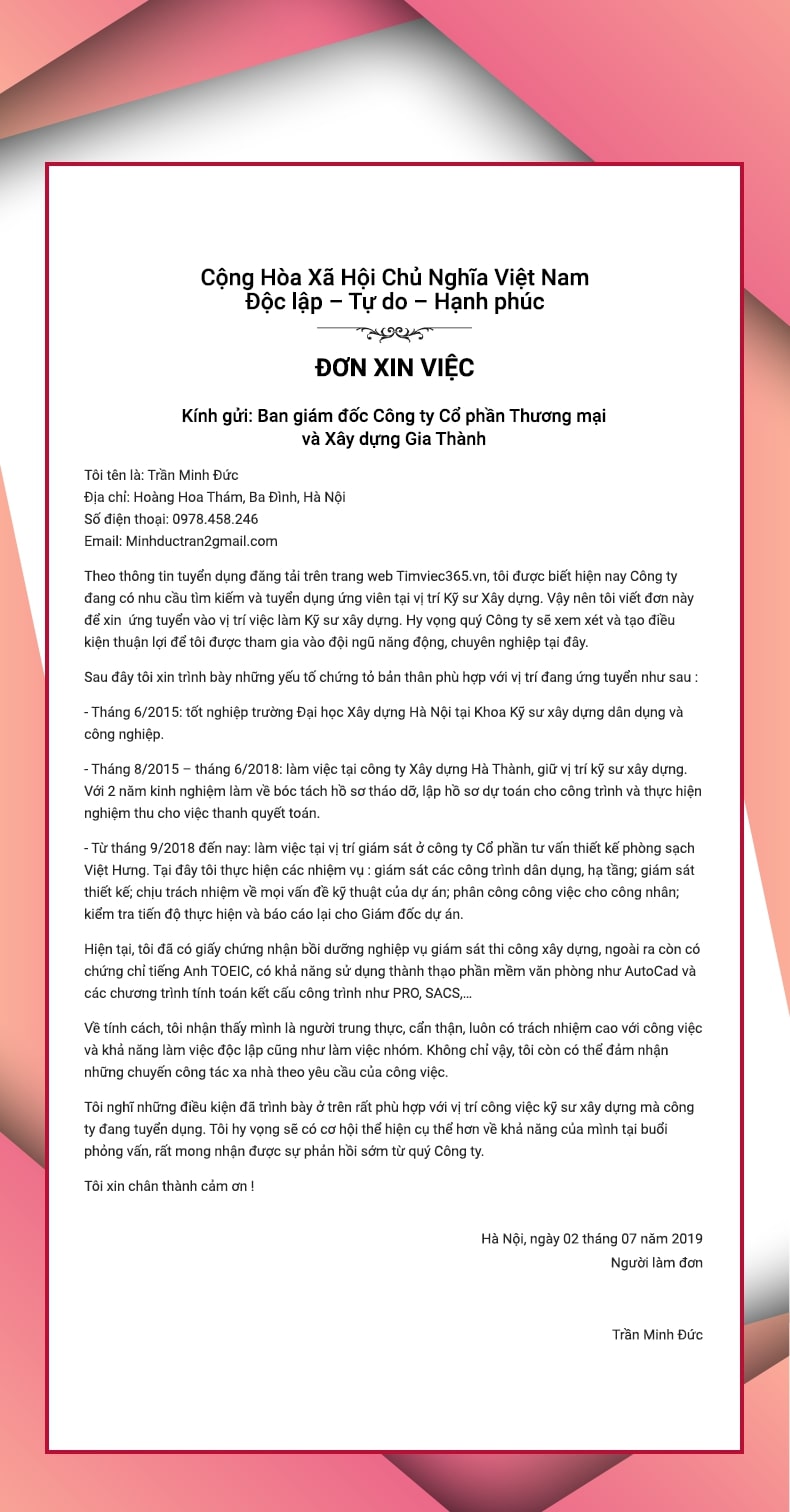 Cộng Hòa Xã Hội Chủ Nghĩa Việt Nam
Độc lập – Tự do – Hạnh phúc
ĐƠN XIN VIỆC
Kính gửi: Ban giám đốc Công ty Cổ phần Thương mại
và Xây dựng Gia Thành
Tôi tên là: Trần Minh Đức
Địa chỉ: Hoàng Hoa Thám, Ba Đình, Hà Nội
Số điện thoại: 0978.458.246
Email: Minhductran2gmail.com
Theo thông tin tuyển dụng đăng tải trên trang web Timviec365.vn, tôi được biết hiện nay Công ty
đang có nhu cầu tìm kiếm và tuyển dụng ứng viên tại vị trí Kỹ sư Xây dựng. Vậy nên tôi viết đơn này
để xin  ứng tuyển vào vị trí việc làm Kỹ sư xây dựng. Hy vọng quý Công ty sẽ xem xét và tạo điều
kiện thuận lợi để tôi được tham gia vào đội ngũ năng động, chuyên nghiệp tại đây.
Sau đây tôi xin trình bày những yếu tố chứng tỏ bản thân phù hợp với vị trí đang ứng tuyển như sau :
- Tháng 6/2015: tốt nghiệp trường Đại học Xây dựng Hà Nội tại Khoa Kỹ sư xây dựng dân dụng và
công nghiệp.
- Tháng 8/2015 – tháng 6/2018: làm việc tại công ty Xây dựng Hà Thành, giữ vị trí kỹ sư xây dựng.
Với 2 năm kinh nghiệm làm về bóc tách hồ sơ tháo dỡ, lập hồ sơ dự toán cho công trình và thực hiện
nghiệm thu cho việc thanh quyết toán.
- Từ tháng 9/2018 đến nay: làm việc tại vị trí giám sát ở công ty Cổ phần tư vấn thiết kế phòng sạch
Việt Hưng. Tại đây tôi thực hiện các nhiệm vụ : giám sát các công trình dân dụng, hạ tầng; giám sát
thiết kế; chịu trách nhiệm về mọi vấn đề kỹ thuật của dự án; phân công công việc cho công nhân;
kiểm tra tiến độ thực hiện và báo cáo lại cho Giám đốc dự án.
Hiện tại, tôi đã có giấy chứng nhận bồi dưỡng nghiệp vụ giám sát thi công xây dựng, ngoài ra còn có
chứng chỉ tiếng Anh TOEIC, có khả năng sử dụng thành thạo phần mềm văn phòng như AutoCad và
các chương trình tính toán kết cấu công trình như PRO, SACS,...
Về tính cách, tôi nhận thấy mình là người trung thực, cẩn thận, luôn có trách nhiệm cao với công việc
và khả năng làm việc độc lập cũng như làm việc nhóm. Không chỉ vậy, tôi còn có thể đảm nhận
những chuyến công tác xa nhà theo yêu cầu của công việc.
Tôi nghĩ những điều kiện đã trình bày ở trên rất phù hợp với vị trí công việc kỹ sư xây dựng mà công
ty đang tuyển dụng. Tôi hy vọng sẽ có cơ hội thể hiện cụ thể hơn về khả năng của mình tại buổi
phỏng vấn, rất mong nhận được sự phản hồi sớm từ quý Công ty.
Tôi xin chân thành cảm ơn !
Hà Nội, ngày 02 tháng 07 năm 2019
Người làm đơn
Trần Minh Đức